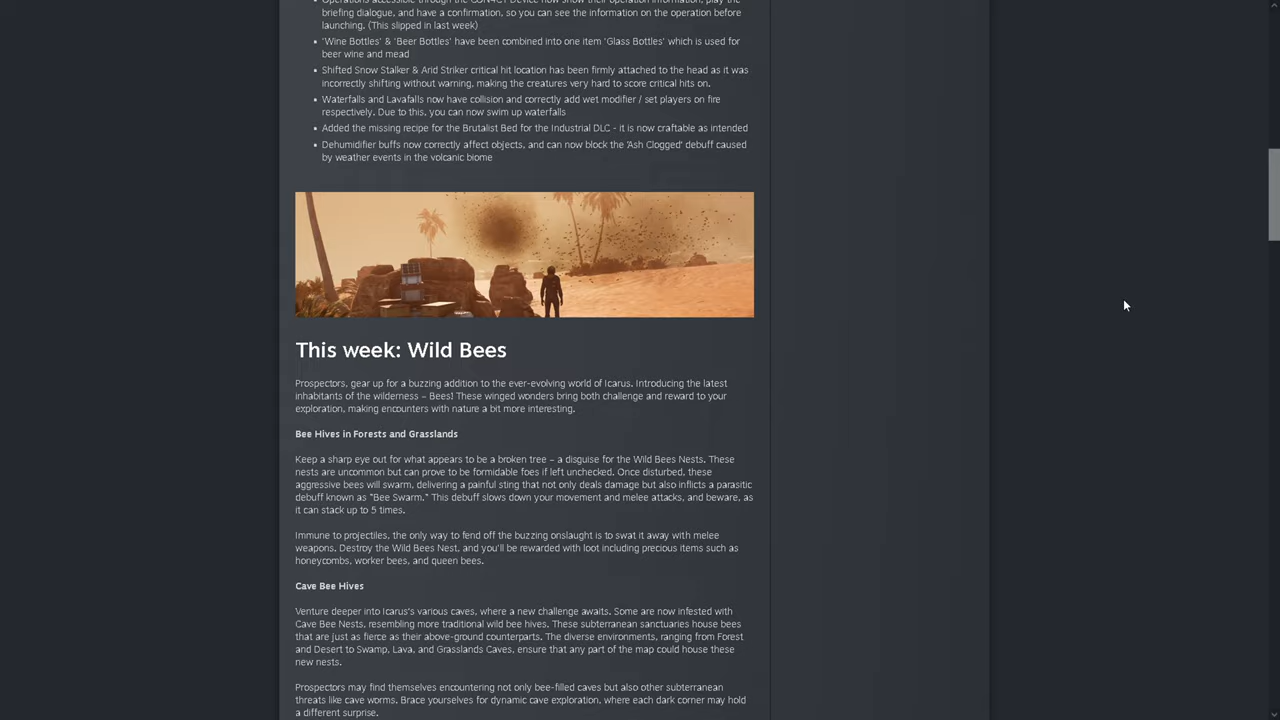 Operations accessible through the CONT4CT Device now show their operation information, play the
briefing dialogue, and have a confirmation, so you can see the information on the operation before
launching. (This slipped in last week)
'Wine Bottles' & 'Beer Bottles' have been combined into one item 'Glass Bottles' which is used for
beer wine and mead
Shifted Snow Stalker & Arid Striker critical hit location has been firmly attached to the head as it was
incorrectly shifting without warning, making the creatures very hard to score critical hits on.
Waterfalls and Lavafalls now have collision and correctly add wet modifier / set players on fire
respectively. Due to this, you can now swim up waterfalls
Added the missing recipe for the Brutalist Bed for the Industrial DLC - it is now craftable as intended
Dehumidifier buffs now correctly affect objects, and can now block the 'Ash Clogged' debuff caused
by weather events in the volcanic biome
This week: Wild Bees
Prospectors, gear up for a buzzing addition to the ever-evolving world of Icarus. Introducing the latest
inhabitants of the wilderness – Bees! These winged wonders bring both challenge and reward to your
exploration, making encounters with nature a bit more interesting.
Bee Hives in Forests and Grasslands
Keep a sharp eye out for what appears to be a broken tree – a disguise for the Wild Bees Nests. These
nests are uncommon but can prove to be formidable foes if left unchecked. Once disturbed, these
aggressive bees will swarm, delivering a painful sting that not only deals damage but also inflicts a parasitic
debuff known as "Bee Swarm." This debuff slows down your movement and melee attacks, and beware, as
it can stack up to 5 times.
Immune to projectiles, the only way to fend off the buzzing onslaught is to swat it away with melee
weapons. Destroy the Wild Bees Nest, and you'll be rewarded with loot including precious items such as
honeycombs, worker bees, and queen bees.
Cave Bee Hives
Venture deeper into Icarus's various caves, where a new challenge awaits. Some are now infested with
Cave Bee Nests, resembling more traditional wild bee hives. These subterranean sanctuaries house bees
that are just as fierce as their above-ground counterparts. The diverse environments, ranging from Forest
and Desert to Swamp, Lava, and Grasslands Caves, ensure that any part of the map could house these
new nests.
Prospectors may find themselves encountering not only bee-filled caves but also other subterranean
threats like cave worms. Brace yourselves for dynamic cave exploration, where each dark corner may hold
a different surprise.